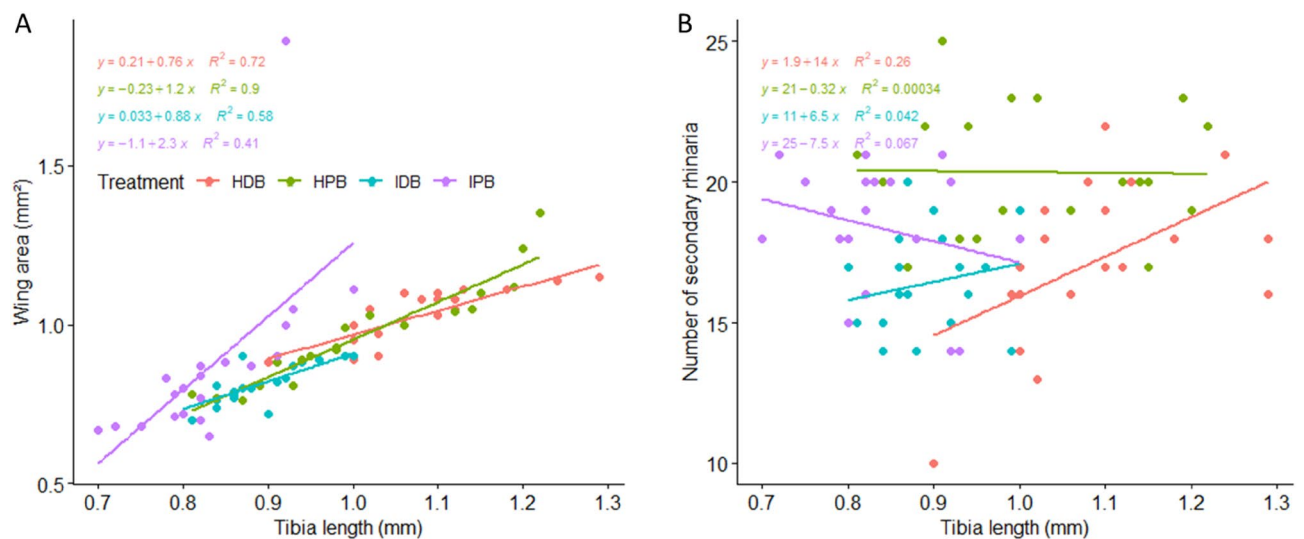 A
y = 0.21+0.76 x R² = 0.72
y = −0.23+1.2 x R² = 0.9
y = 0.033+0.88 x R² = 0.58
y = −1.1+2.3 x R² = 0.41
Treatment HDB HPB IDB IPB
Wing area (mm²)
1.5
1.0
0.5
0.7 0.8 0.9 1.0 1.1 1.2 1.3
Tibia length (mm)
B
y = 1.9+14 x R² = 0.26
y = 21−0.32 x R² = 0.00034
y = 11+6.5 x R² = 0.042
y = 25−7.5 x R² = 0.067
Number of secondary rhinaria
25
20
15
10
0.7 0.8 0.9 1.0 1.1 1.2 1.3
Tibia length (mm)